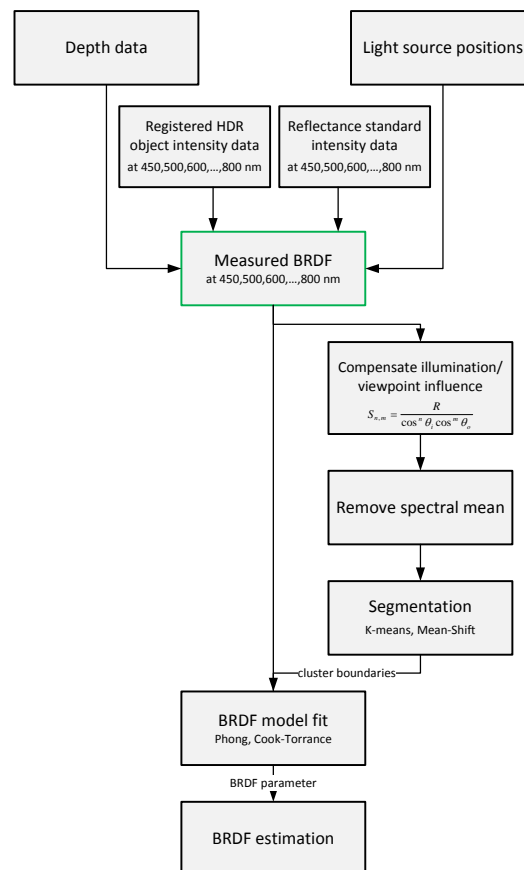 Depth data
Light source positions
Registered HDR
object intensity data
at 450,500,600,…,800 nm
Reflectance standard
intensity data
at 450,500,600,…,800 nm
Measured BRDF
at 450,500,600,…,800 nm
Compensate illumination/
viewpoint influence
S_{n,m} = \frac{R}{\cos^n θ_i \cos^m θ_o}
Remove spectral mean
Segmentation
K-means, Mean-Shift
cluster boundaries
BRDF model fit
Phong, Cook-Torrance
BRDF parameter
BRDF estimation